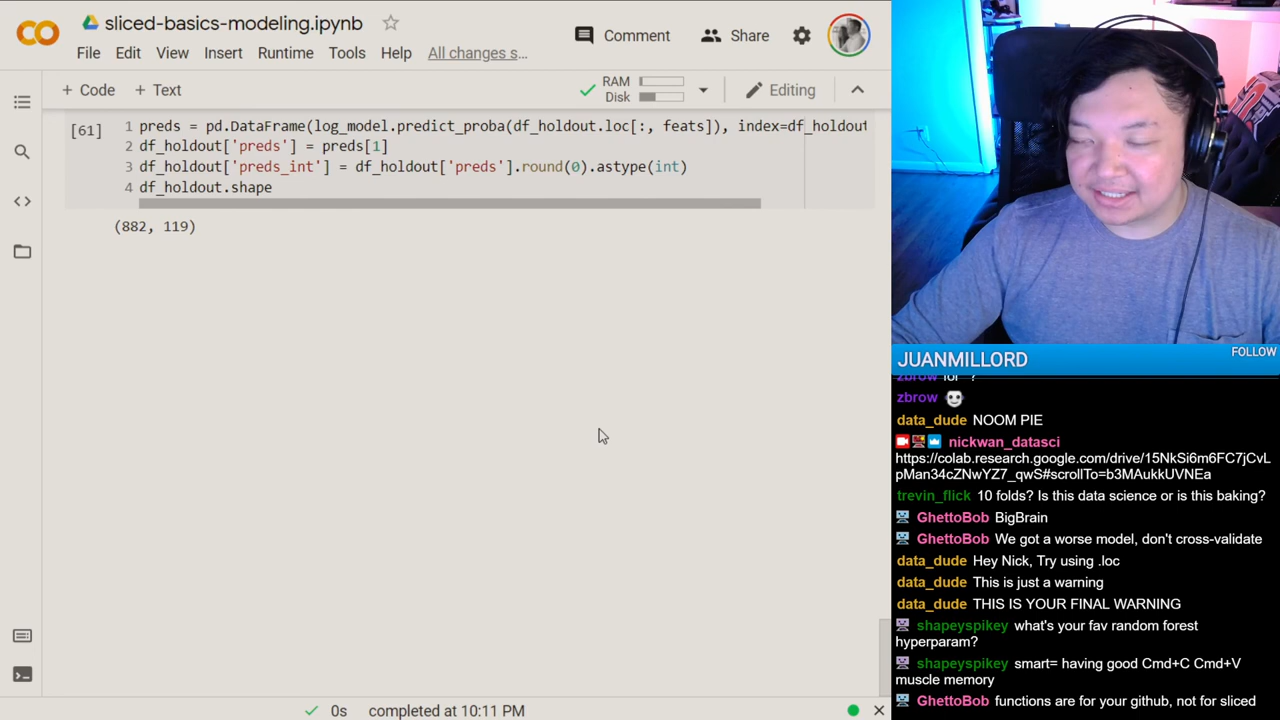 sliced-basics-modeling.ipynb
File Edit View Insert Runtime Tools Help All changes s...
Comment
Share
+ Code + Text
RAM
Disk
Editing
[61]
1 preds = pd.DataFrame(log_model.predict_proba(df_holdout.loc[:, feats]), index=df_holdout
2 df_holdout['preds'] = preds[1]
3 df_holdout['preds_int'] = df_holdout['preds'].round(0).astype(int)
4 df_holdout.shape
(882, 119)
0s completed at 10:11 PM
JUANMILLORD
FOLLOW
zbrow for ?
zbrow
data_dude NOOM PIE
nickwan_datasci
https://colab.research.google.com/drive/15NkSi6m6FC7jCvL
pMan34cZNwYZ7_qwS#scrollTo=b3MAukkUVNEa
trevin_flick 10 folds? Is this data science or is this baking?
GhettoBob BigBrain
GhettoBob We got a worse model, don't cross-validate
data_dude Hey Nick, Try using .loc
data_dude This is just a warning
data_dude THIS IS YOUR FINAL WARNING
shapeyspikey what's your fav random forest
hyperparam?
shapeyspikey smart= having good Cmd+C Cmd+V
muscle memory
GhettoBob functions are for your github, not for sliced